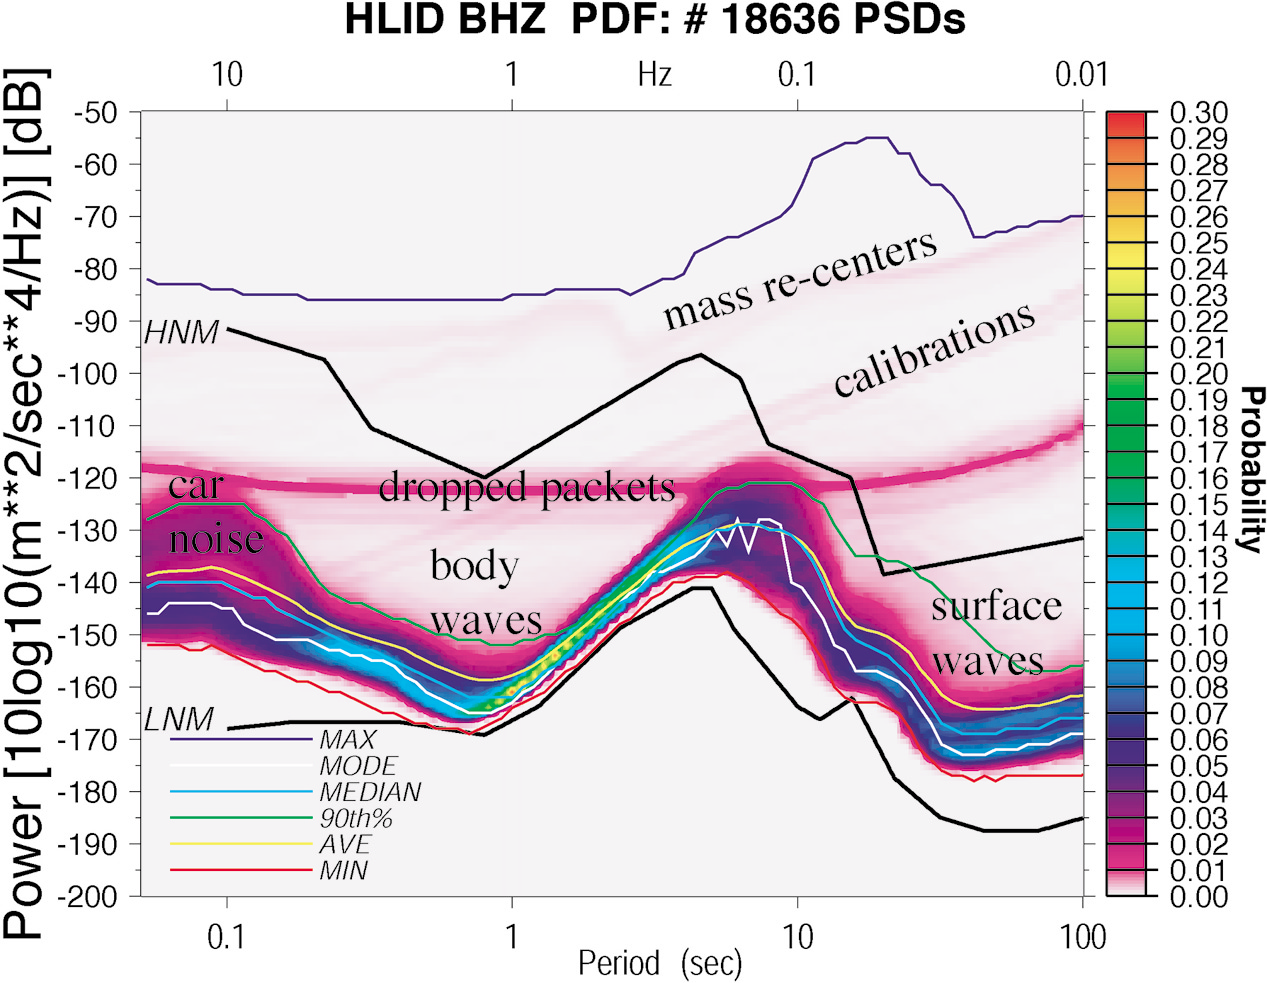 HLID BHZ PDF: # 18636 PSDs
10 1 Hz 0.1 0.01
Power [10log10(m**2/sec**4/Hz)] [dB]
-50
-60
-70
-80
-90
-100
-110
-120
-130
-140
-150
-160
-170
-180
-190
-200
HNM
mass re-centers
calibrations
car
noise
dropped packets
body
waves
surface
waves
LNM
MAX
MODE
MEDIAN
90th%
AVE
MIN
0.1 1 10 100
Period (sec)
0.30
0.29
0.28
0.27
0.26
0.25
0.24
0.23
0.22
0.21
0.20
0.19
0.18
0.17
0.16
0.15
0.14
0.13
0.12
0.11
0.10
0.09
0.08
0.07
0.06
0.05
0.04
0.03
0.02
0.01
0.00
Probability